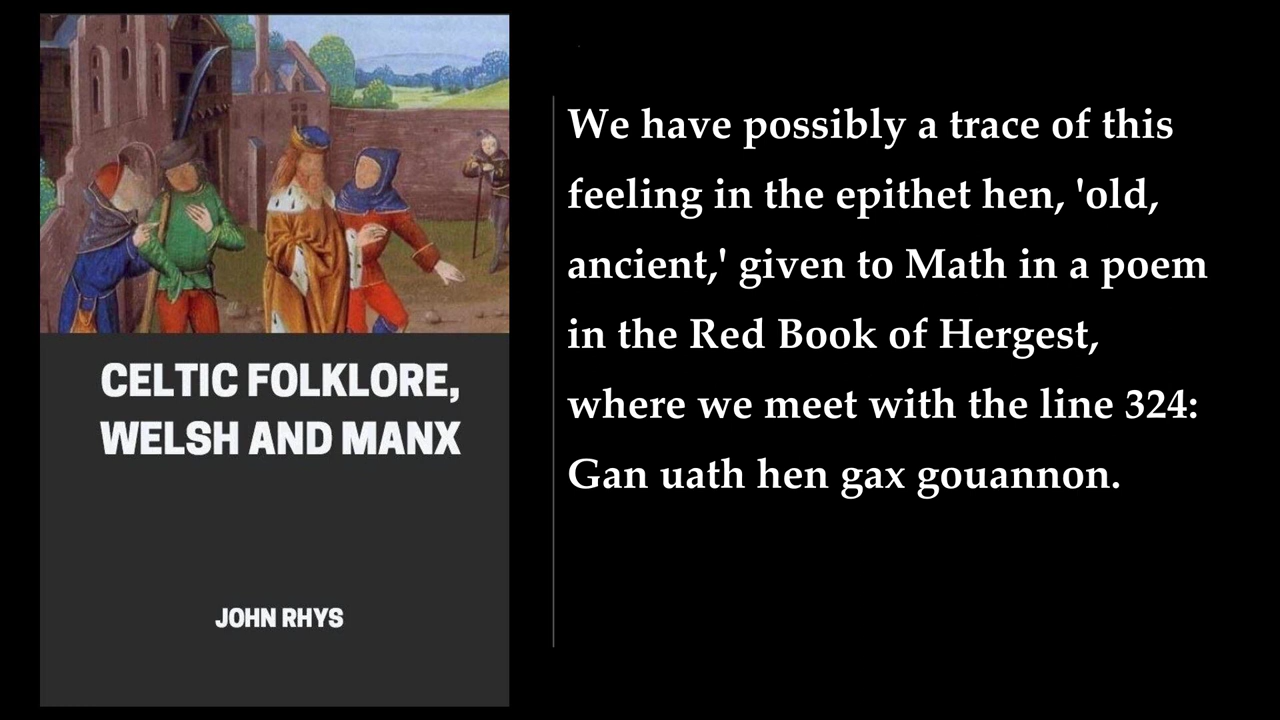 CELTIC FOLKLORE,
WELSH AND MANX
JOHN RHYS
We have possibly a trace of this
feeling in the epithet hen, 'old,
ancient,' given to Math in a poem
in the Red Book of Hergest,
where we meet with the line 324:
Gan uath hen gax gouannon.